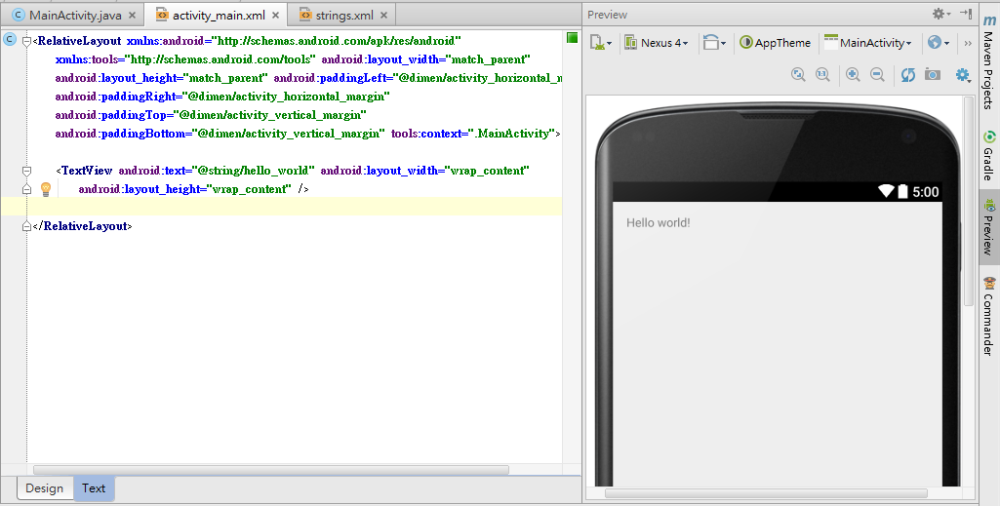 MainActivity.java
activity_main.xml
strings.xml
<RelativeLayout xmlns:android="http://schemas.android.com/apk/res/android"
xmlns:tools="http://schemas.android.com/tools" android:layout_width="match_parent"
android:layout_height="match_parent" android:paddingLeft="@dimen/activity_horizontal_m
android:paddingRight="@dimen/activity_horizontal_margin"
android:paddingTop="@dimen/activity_vertical_margin"
android:paddingBottom="@dimen/activity_vertical_margin" tools:context=".MainActivity">
<TextView android:text="@string/hello_world" android:layout_width="wrap_content"
android:layout_height="wrap_content" />
</RelativeLayout>
Design
Text
Preview
Nexus 4
AppTheme
MainActivity
1:1
5:00
Hello world!
Maven Projects
Gradle
Preview
Commander